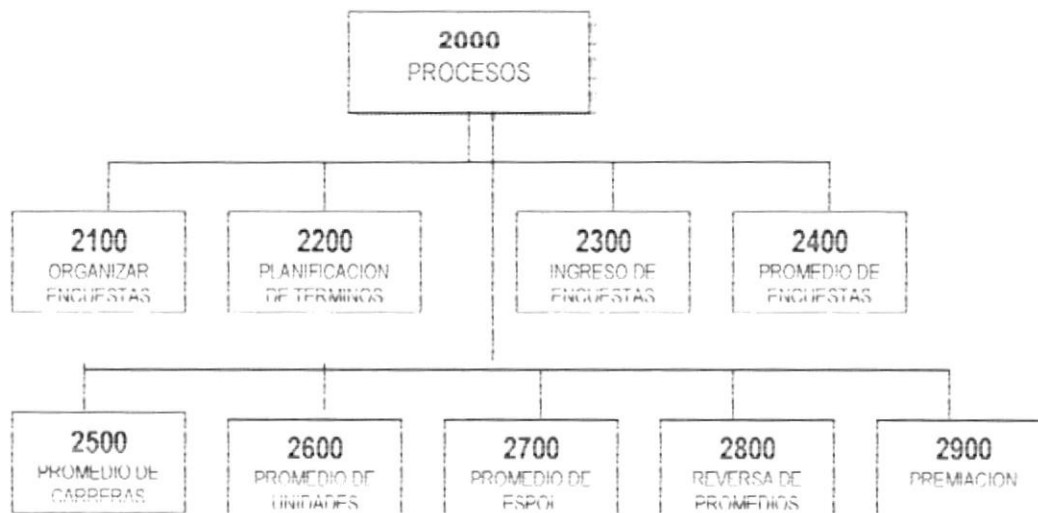 2000
PROCESOS
2100
ORGANIZAR
ENCUESTAS
2200
PLANIFICACION
DE TERMINOS
2300
INGRESO DE
ENCUESTAS
2400
PROMEDIO DE
ENCUESTAS
2500
PROMEDIO DE
CARRERAS
2600
PROMEDIO DE
UNIDADES
2700
PROMEDIO DE
ESPOL
2800
REVERSA DE
PROMEDIOS
2900
PREMIACION